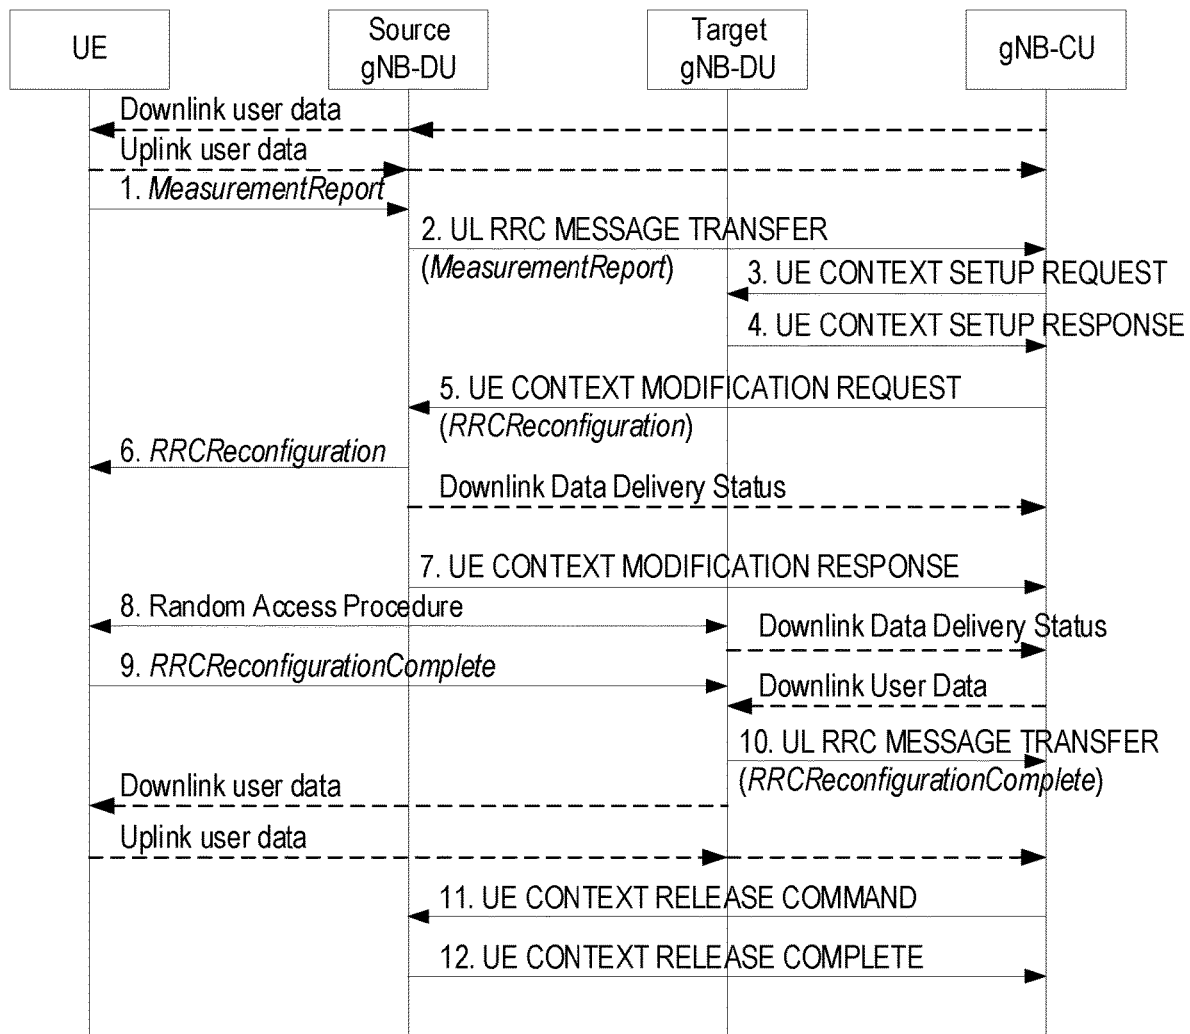 UE
Source
gNB-DU
Target
gNB-DU
gNB-CU
Downlink user data
Uplink user data
1. MeasurementReport
2. UL RRC MESSAGE TRANSFER
(MeasurementReport)
3. UE CONTEXT SETUP REQUEST
4. UE CONTEXT SETUP RESPONSE
5. UE CONTEXT MODIFICATION REQUEST
(RRCReconfiguration)
6. RRCReconfiguration
Downlink Data Delivery Status
7. UE CONTEXT MODIFICATION RESPONSE
8. Random Access Procedure
Downlink Data Delivery Status
9. RRCReconfigurationComplete
Downlink User Data
10. UL RRC MESSAGE TRANSFER
(RRCReconfigurationComplete)
Downlink user data
Uplink user data
11. UE CONTEXT RELEASE COMMAND
12. UE CONTEXT RELEASE COMPLETE